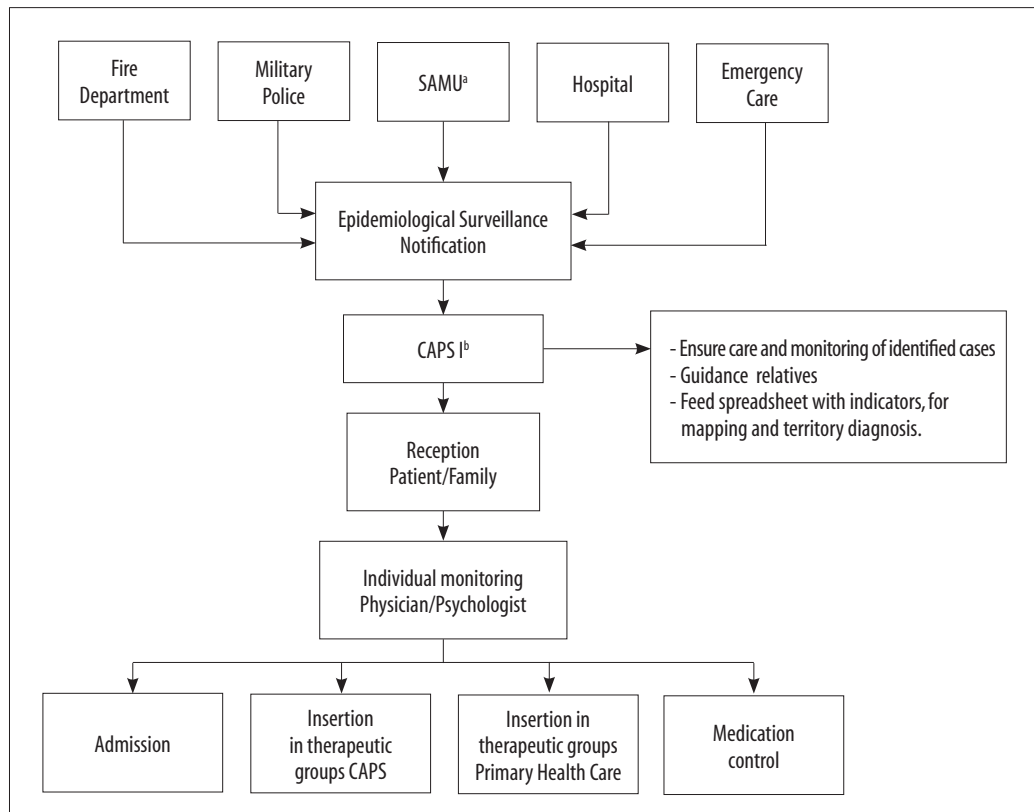 Fire
Department
Military
Police
SAMUᵃ
Hospital
Emergency
Care
Epidemiological Surveillance
Notification
CAPS Iᵇ
- Ensure care and monitoring of identified cases
- Guidance relatives
- Feed spreadsheet with indicators, for
mapping and territory diagnosis.
Reception
Patient/Family
Individual monitoring
Physician/Psychologist
Admission
Insertion
in therapeutic
groups CAPS
Insertion in
therapeutic groups
Primary Health Care
Medication
control